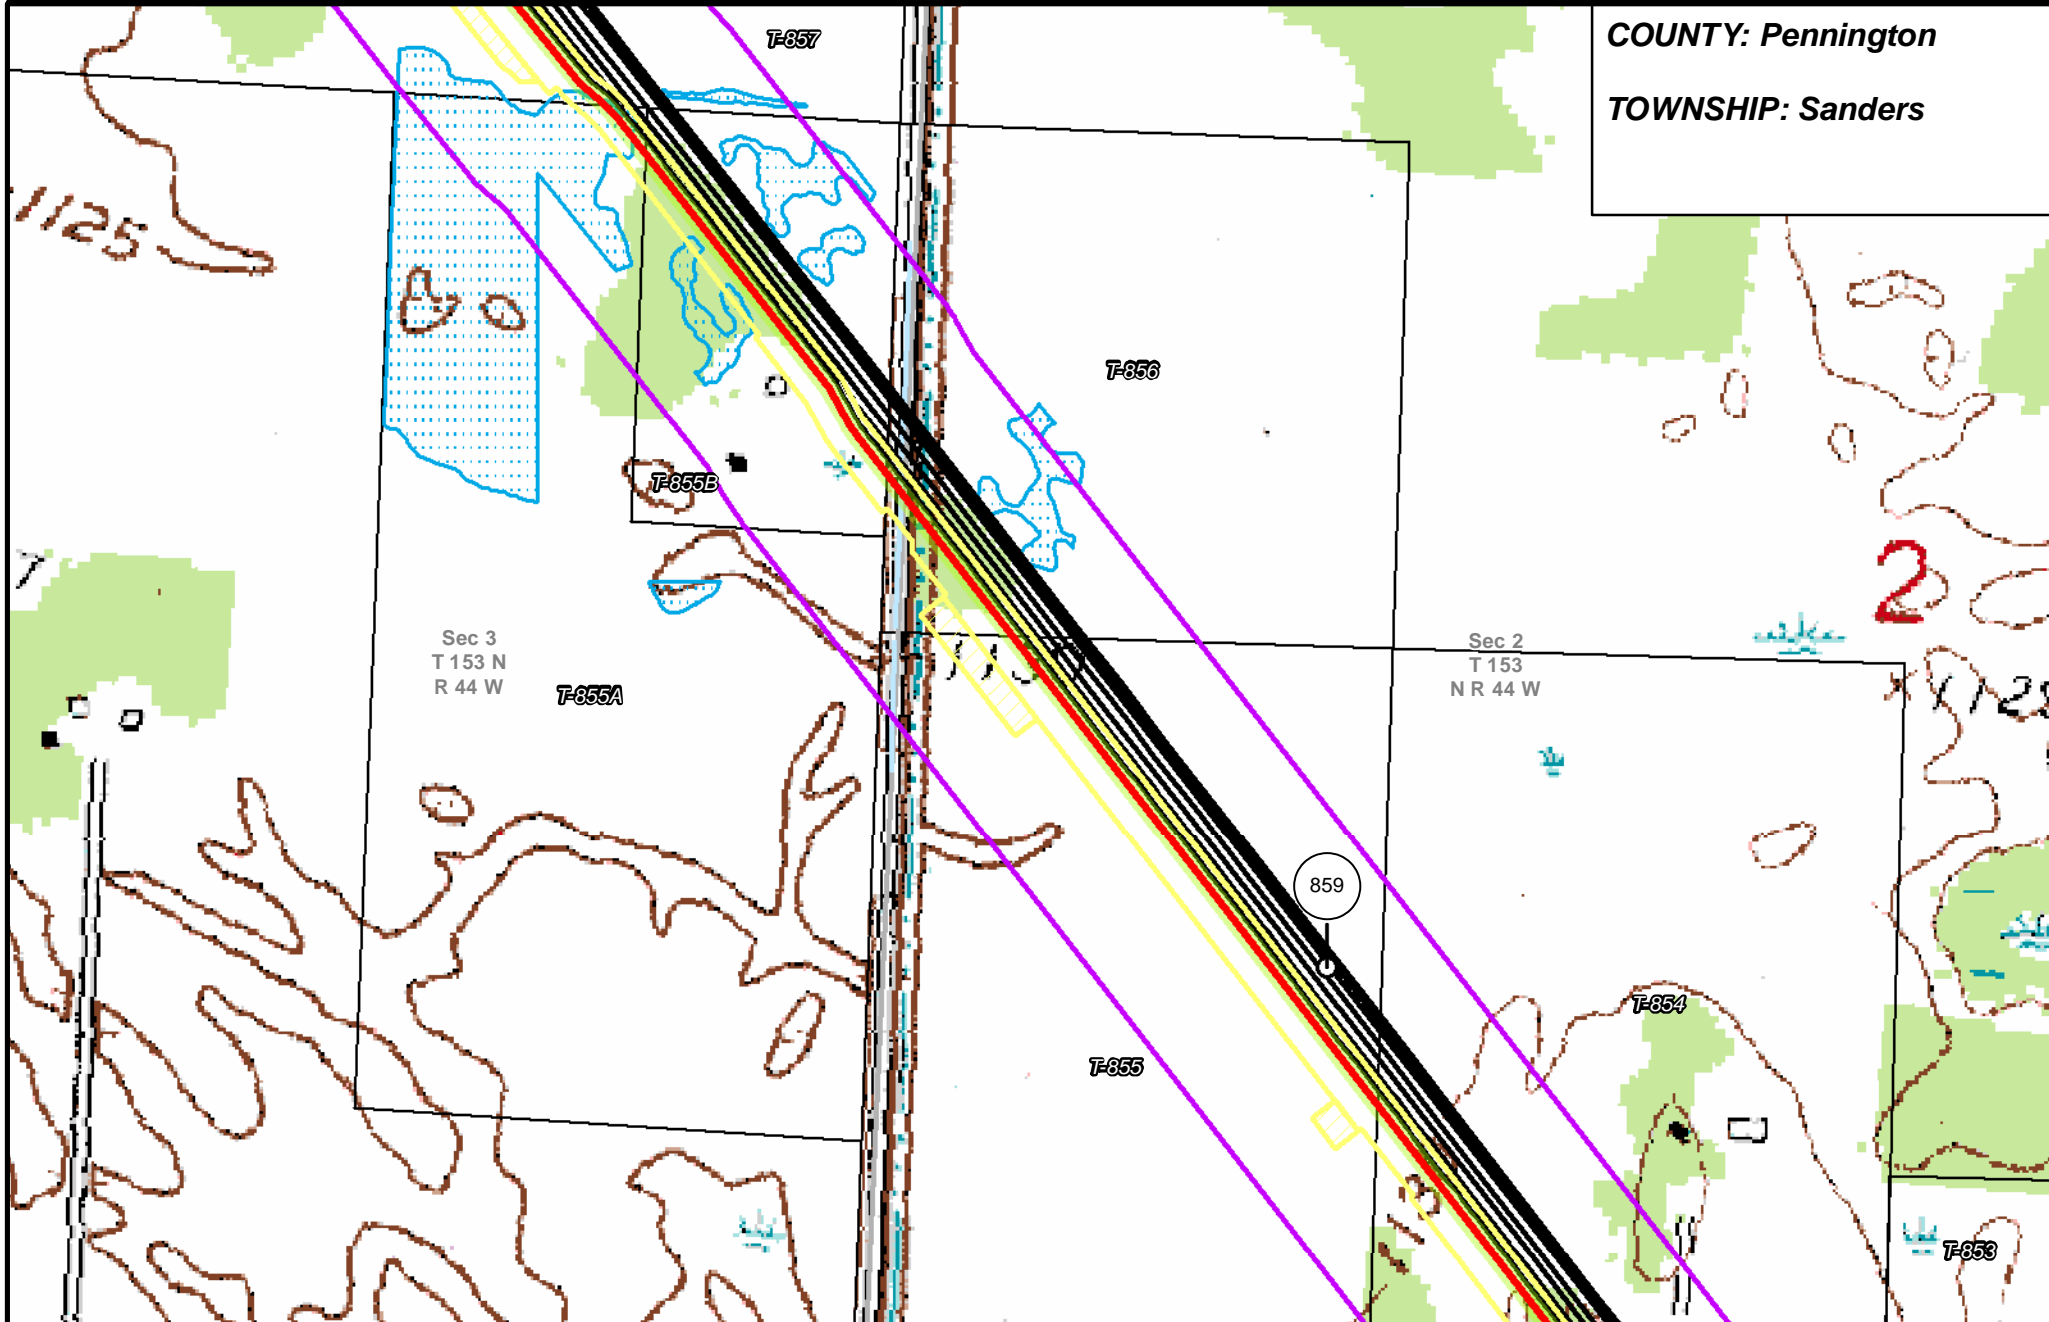 COUNTY: Pennington
TOWNSHIP: Sanders
T-857
1125
T-856
T-855B
7
2
Sec 3
T 153 N
R 44 W
Sec 2
T 153
N R 44 W
T-855A
859
T-854
T-855
T-853